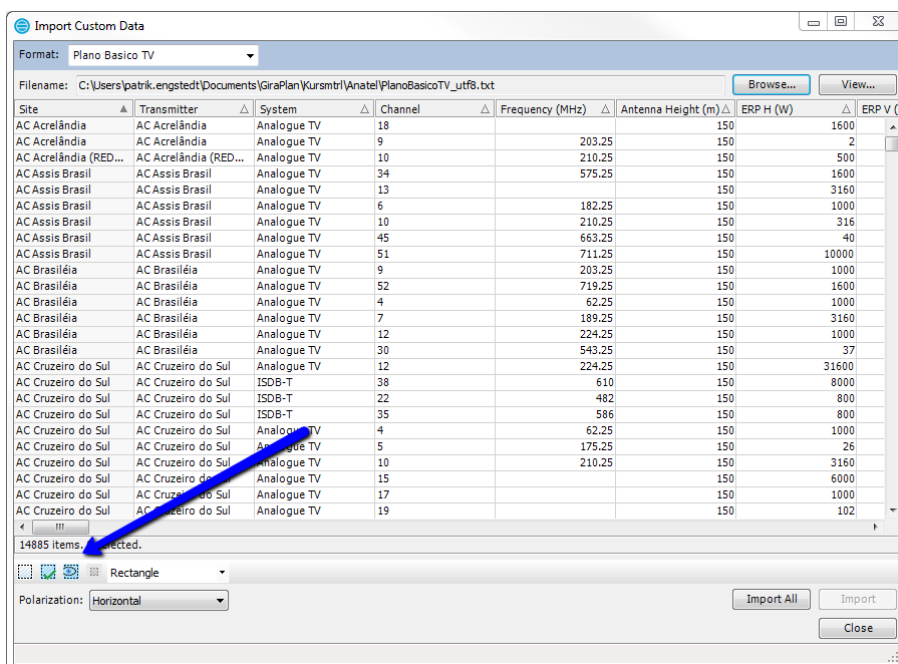 Import Custom Data
Format: Plano Basico TV
Filename: C:\Users\patrik.engstedt\Documents\GiraPlan\Kursmtrl\Anatel\PlanoBasicoTV_utf8.txt Browse... View...
Site Transmitter System Channel Frequency (MHz) Antenna Height (m) ERP H (W) ERP V (
AC Acrelândia AC Acrelândia Analogue TV 18 150 1600
AC Acrelândia AC Acrelândia Analogue TV 9 203.25 150 2
AC Acrelândia (RED... AC Acrelândia (RED... Analogue TV 10 210.25 150 500
AC Assis Brasil AC Assis Brasil Analogue TV 34 575.25 150 1600
AC Assis Brasil AC Assis Brasil Analogue TV 13 150 3160
AC Assis Brasil AC Assis Brasil Analogue TV 6 182.25 150 1000
AC Assis Brasil AC Assis Brasil Analogue TV 10 210.25 150 316
AC Assis Brasil AC Assis Brasil Analogue TV 45 663.25 150 40
AC Assis Brasil AC Assis Brasil Analogue TV 51 711.25 150 10000
AC Brasiléia AC Brasiléia Analogue TV 9 203.25 150 1000
AC Brasiléia AC Brasiléia Analogue TV 52 719.25 150 1600
AC Brasiléia AC Brasiléia Analogue TV 4 62.25 150 1000
AC Brasiléia AC Brasiléia Analogue TV 7 189.25 150 3160
AC Brasiléia AC Brasiléia Analogue TV 12 224.25 150 1000
AC Brasiléia AC Brasiléia Analogue TV 30 543.25 150 37
AC Cruzeiro do Sul AC Cruzeiro do Sul Analogue TV 12 224.25 150 31600
AC Cruzeiro do Sul AC Cruzeiro do Sul ISDB-T 38 610 150 8000
AC Cruzeiro do Sul AC Cruzeiro do Sul ISDB-T 22 482 150 800
AC Cruzeiro do Sul AC Cruzeiro do Sul ISDB-T 35 586 150 800
AC Cruzeiro do Sul AC Cruzeiro do Sul Analogue TV 4 62.25 150 1000
AC Cruzeiro do Sul AC Cruzeiro do Sul Analogue TV 5 175.25 150 26
AC Cruzeiro do Sul AC Cruzeiro do Sul Analogue TV 10 210.25 150 3160
AC Cruzeiro do Sul AC Cruzeiro do Sul Analogue TV 15 150 6000
AC Cruzeiro do Sul AC Cruzeiro do Sul Analogue TV 17 150 1000
AC Cruzeiro do Sul AC Cruzeiro do Sul Analogue TV 19 150 102
14885 items.
Rectangle
Polarization: Horizontal Import All Import
Close